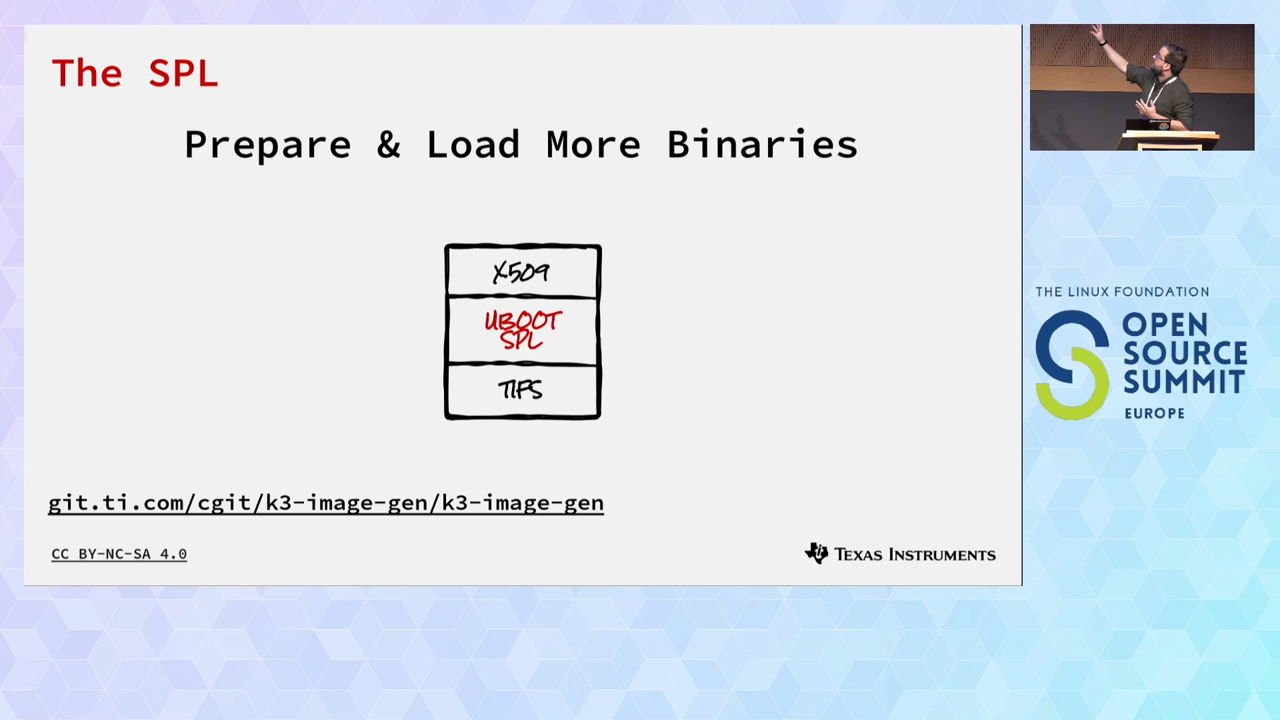 The SPL
Prepare & Load More Binaries
X509
UBOOT
SPL
TIFS
git.ti.com/cgit/k3-image-gen/k3-image-gen
CC BY-NC-SA 4.0
TEXAS INSTRUMENTS
THE LINUX FOUNDATION
OPEN
SOURCE
SUMMIT
EUROPE